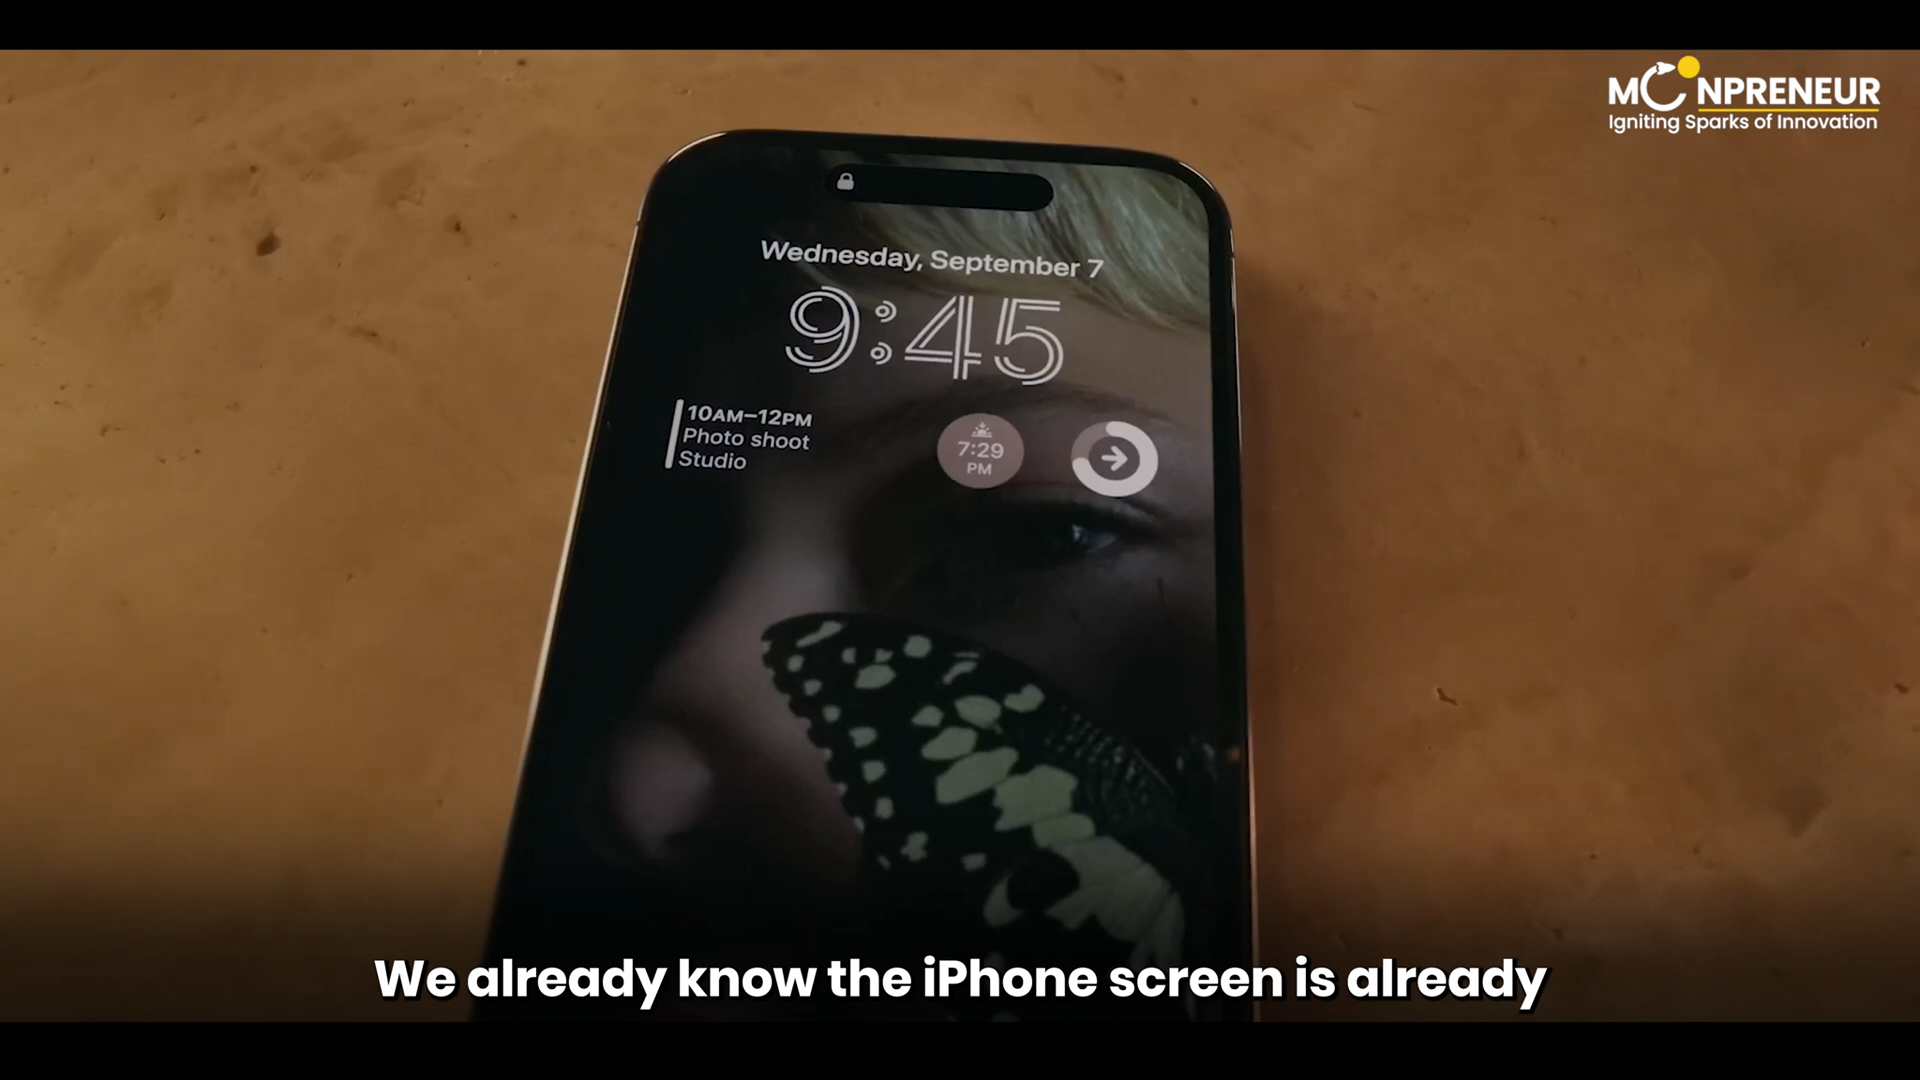 MOONPRENEUR
Igniting Sparks of Innovation
Wednesday, September 7
9:45
10AM–12PM
Photo shoot
Studio
7:29
PM
We already know the iPhone screen is already